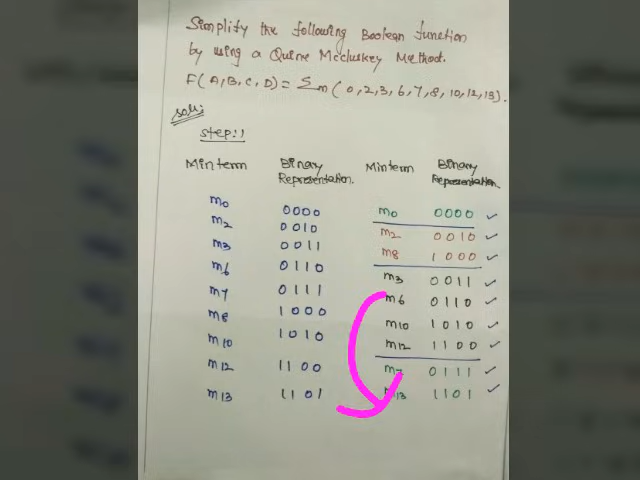 Simplify the following Boolean function
by using a Quine McCluskey Method.
F(A,B,C,D) = Σm(0,2,3,6,7,8,10,12,13).
soln:
step:1
Minterm Binary Representation. Minterm Binary Representation.
m0 0000 m0 0000 ✓
m2 0010 m2 0010 ✓
m3 0011 m8 1000 ✓
m6 0110 m3 0011 ✓
m7 0111 m6 0110 ✓
m8 1000 m10 1010 ✓
m10 1010 m12 1100 ✓
m12 1100 m7 0111 ✓
m13 1101 m13 1101 ✓